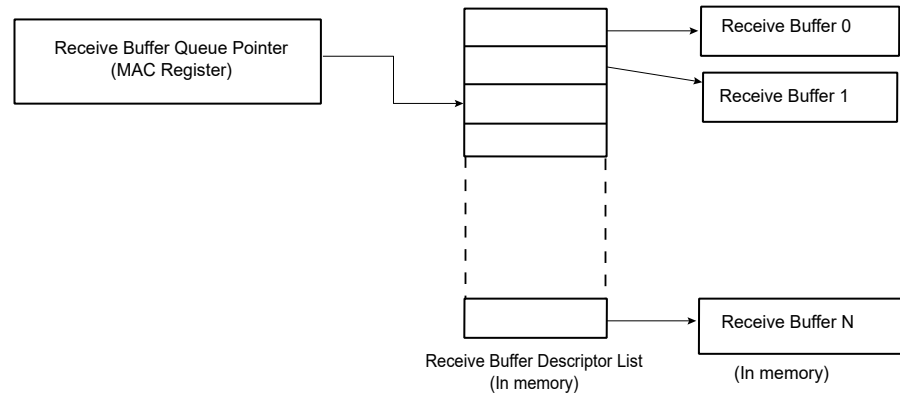 Receive Buffer Queue Pointer
(MAC Register)
Receive Buffer 0
Receive Buffer 1
Receive Buffer N
Receive Buffer Descriptor List
(In memory)
(In memory)